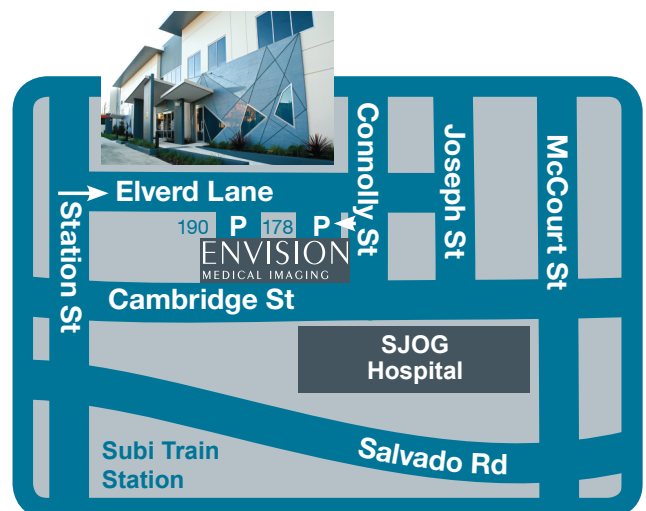 Connolly St
Joseph St
McCourt St
Station St
Elverd Lane
190 P 178 P
ENVISION
MEDICAL IMAGING
Cambridge St
SJOG
Hospital
Salvado Rd
Subi Train
Station